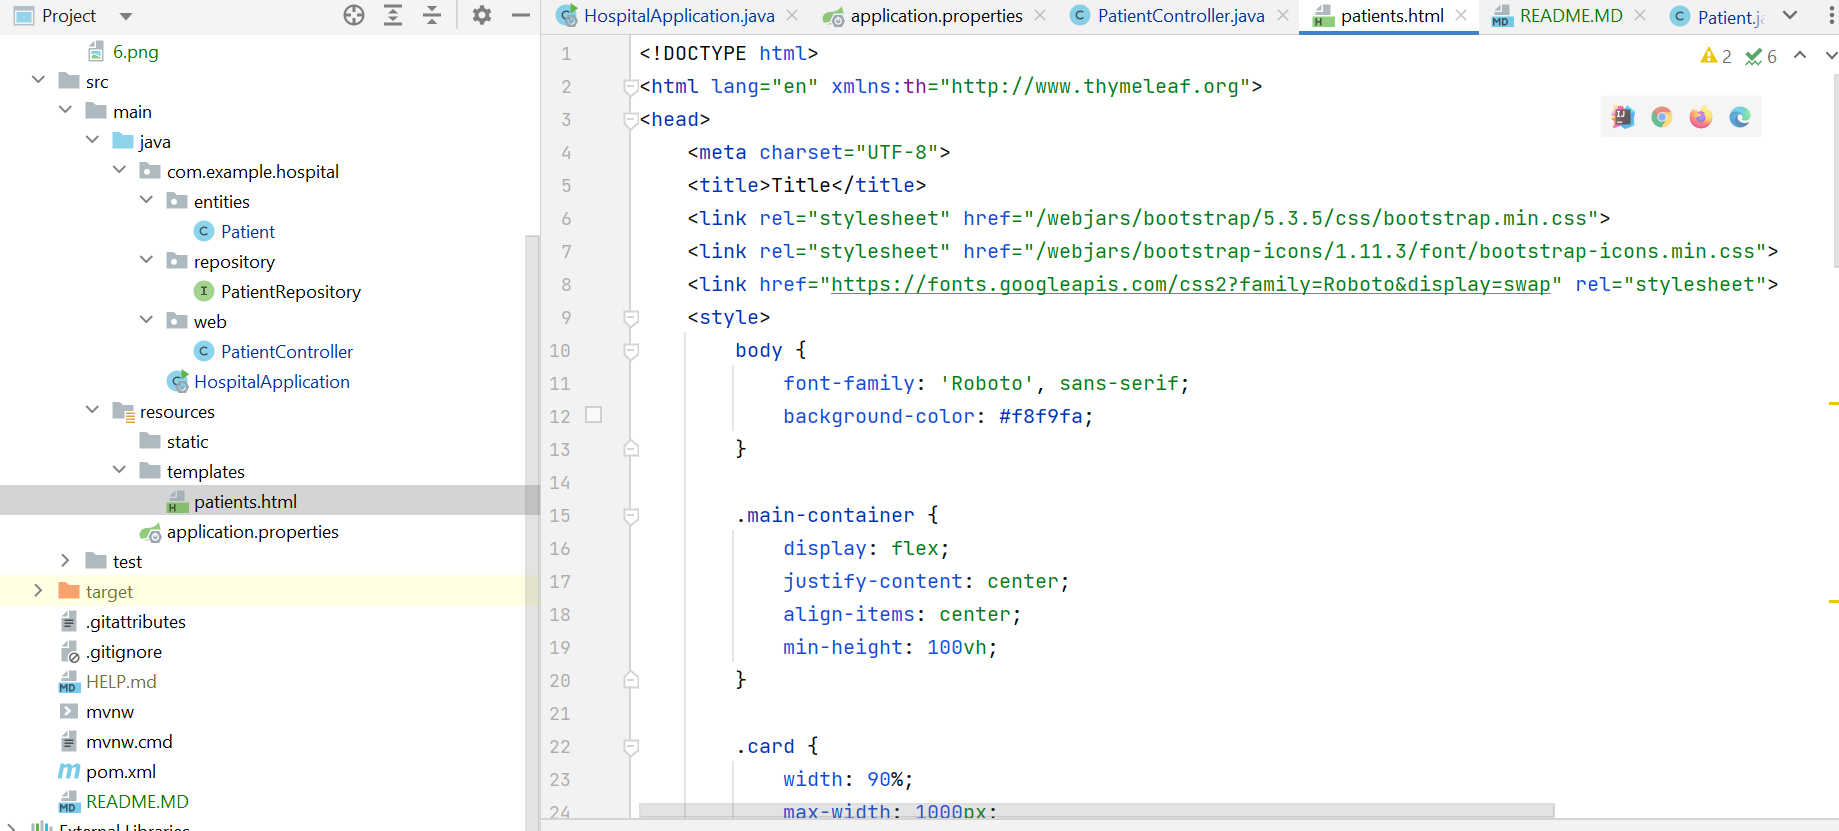 Project
HospitalApplication.java
application.properties
PatientController.java
patients.html
README.MD
Patient.ja
6.png
src
main
java
com.example.hospital
entities
Patient
repository
PatientRepository
web
PatientController
HospitalApplication
resources
static
templates
patients.html
application.properties
test
target
.gitattributes
.gitignore
HELP.md
mvnw
mvnw.cmd
pom.xml
README.MD
External Libraries
2 6
1 <!DOCTYPE html>
2 <html lang="en" xmlns:th="http://www.thymeleaf.org">
3 <head>
4 <meta charset="UTF-8">
5 <title>Title</title>
6 <link rel="stylesheet" href="/webjars/bootstrap/5.3.5/css/bootstrap.min.css">
7 <link rel="stylesheet" href="/webjars/bootstrap-icons/1.11.3/font/bootstrap-icons.min.css">
8 <link href="https://fonts.googleapis.com/css2?family=Roboto&display=swap" rel="stylesheet">
9 <style>
10 body {
11 font-family: 'Roboto', sans-serif;
12 background-color: #f8f9fa;
13 }
14
15 .main-container {
16 display: flex;
17 justify-content: center;
18 align-items: center;
19 min-height: 100vh;
20 }
21
22 .card {
23 width: 90%;
24 max-width: 1000px;